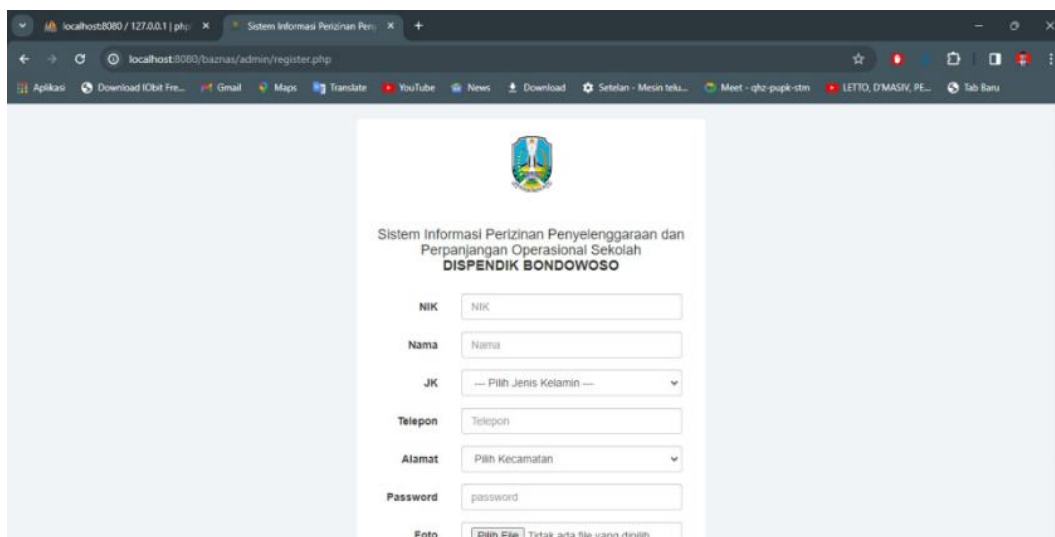 localhost:8080 / 127.0.0.1 | php
Sistem Informasi Perizinan Peny
localhost:8080/baznas/admin/register.php
Aplikasi Download IObit Fre... Gmail Maps Translate YouTube News Download Setelan - Mesin telu... Meet - qhz-pupk-stm LETTO, D'MASIV, PE... Tab Baru
Sistem Informasi Perizinan Penyelenggaraan dan
Perpanjangan Operasional Sekolah
DISPENDIK BONDOWOSO
NIK NIK
Nama Nama
JK --- Pilih Jenis Kelamin ---
Telepon Telepon
Alamat Pilih Kecamatan
Password password
Foto Pilih File Tidak ada file yang dipilih